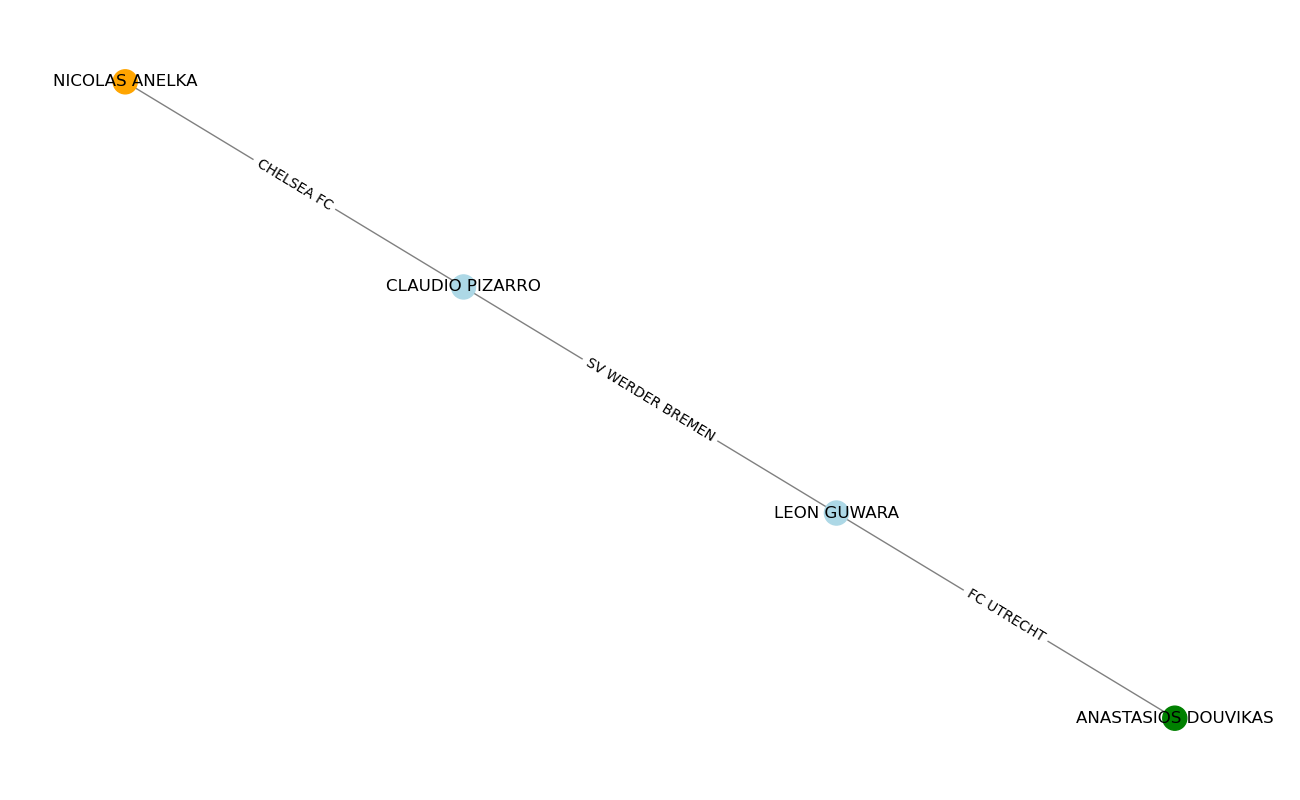 NICOLAS ANELKA
CHELSEA FC
CLAUDIO PIZARRO
SV WERDER BREMEN
LEON GUWARA
FC UTRECHT
ANASTASIOS DOUVIKAS